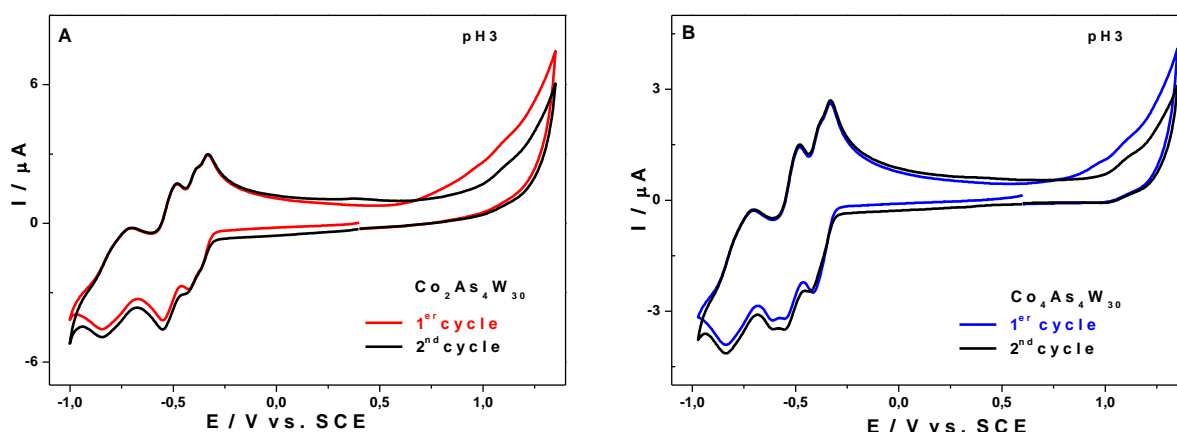 A
pH3
I / µA
6
0
-6
Co2As4W30
1er cycle
2nd cycle
-1,0
-0,5
0,0
0,5
1,0
E / V vs. SCE
B
pH3
I / µA
3
0
-3
Co4As4W30
1er cycle
2nd cycle
-1,0
-0,5
0,0
0,5
1,0
E / V vs. SCE